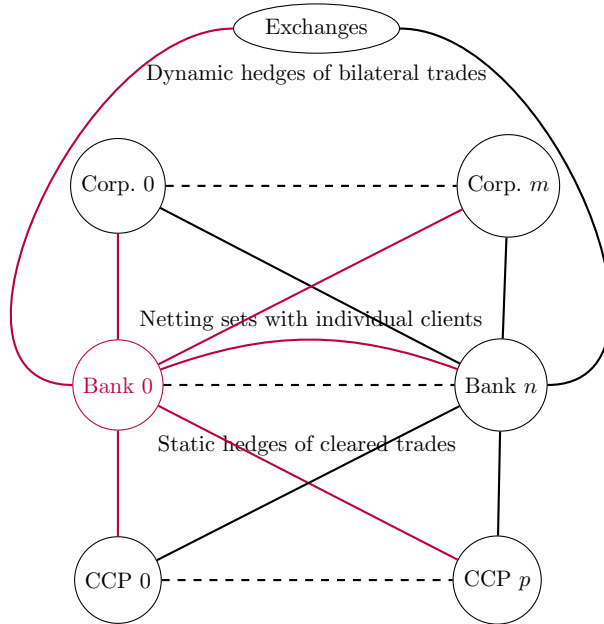 Exchanges
Dynamic hedges of bilateral trades
Corp. 0
Corp. m
Netting sets with individual clients
Bank 0
Bank n
Static hedges of cleared trades
CCP 0
CCP p